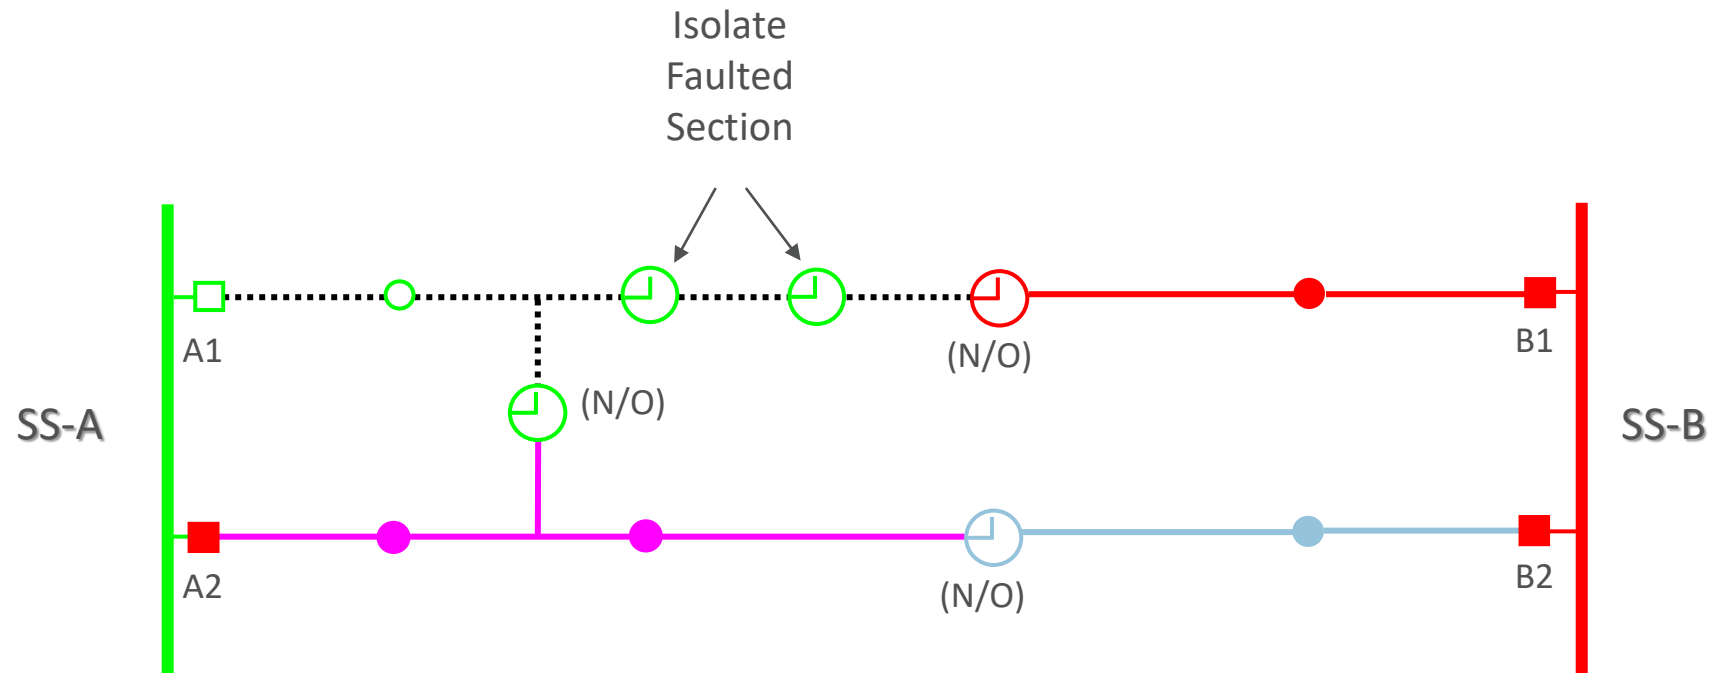 Isolate
Faulted
Section
A1
(N/O)
B1
(N/O)
SS-A
SS-B
A2
(N/O)
B2